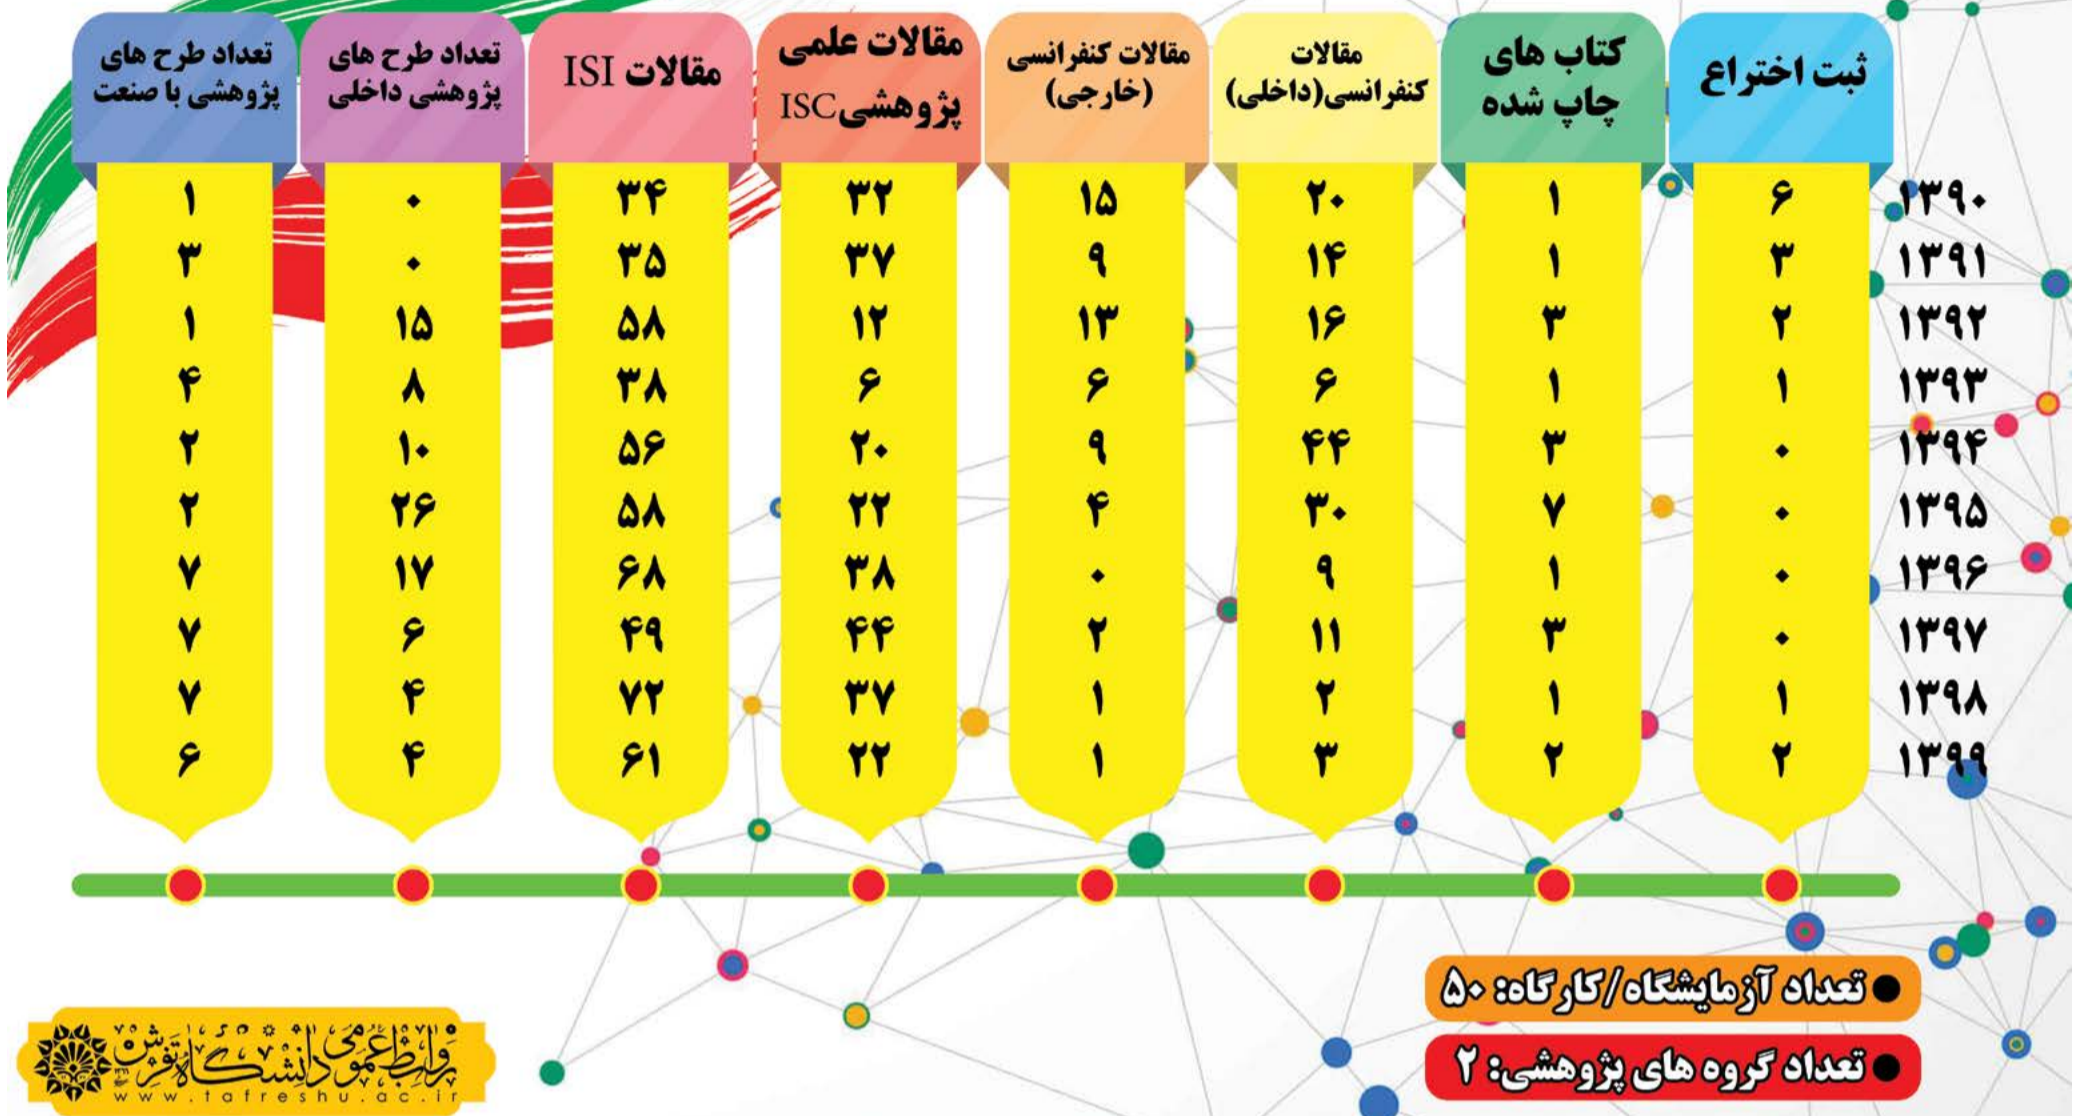 ثبت اختراع
کتاب های
چاپ شده
مقالات
کنفرانسی(داخلی)
مقالات کنفرانسی
(خارجی)
مقالات علمی
پژوهشیISC
مقالات ISI
تعداد طرح های
پژوهشی داخلی
تعداد طرح های
پژوهشی با صنعت
۱۳۹۰ ۶ ۱ ۲۰ ۱۵ ۳۲ ۳۴ ۰ ۱
۱۳۹۱ ۳ ۱ ۱۴ ۹ ۳۷ ۳۵ ۰ ۳
۱۳۹۲ ۲ ۳ ۱۶ ۱۳ ۱۲ ۵۸ ۱۵ ۱
۱۳۹۳ ۱ ۱ ۶ ۶ ۶ ۳۸ ۸ ۴
۱۳۹۴ ۰ ۳ ۴۴ ۹ ۲۰ ۵۶ ۱۰ ۲
۱۳۹۵ ۰ ۷ ۳۰ ۴ ۲۲ ۵۸ ۲۶ ۲
۱۳۹۶ ۰ ۱ ۹ ۰ ۳۸ ۶۸ ۱۷ ۷
۱۳۹۷ ۰ ۳ ۱۱ ۲ ۴۴ ۴۹ ۶ ۷
۱۳۹۸ ۱ ۱ ۲ ۱ ۳۷ ۷۲ ۴ ۷
۱۳۹۹ ۲ ۲ ۳ ۱ ۲۲ ۶۱ ۴ ۶
● تعداد آزمایشگاه/کارگاه: ۵۰
● تعداد گروه های پژوهشی: ۲
روابط عمومی دانشگاه تفرش
www.tafreshu.ac.ir